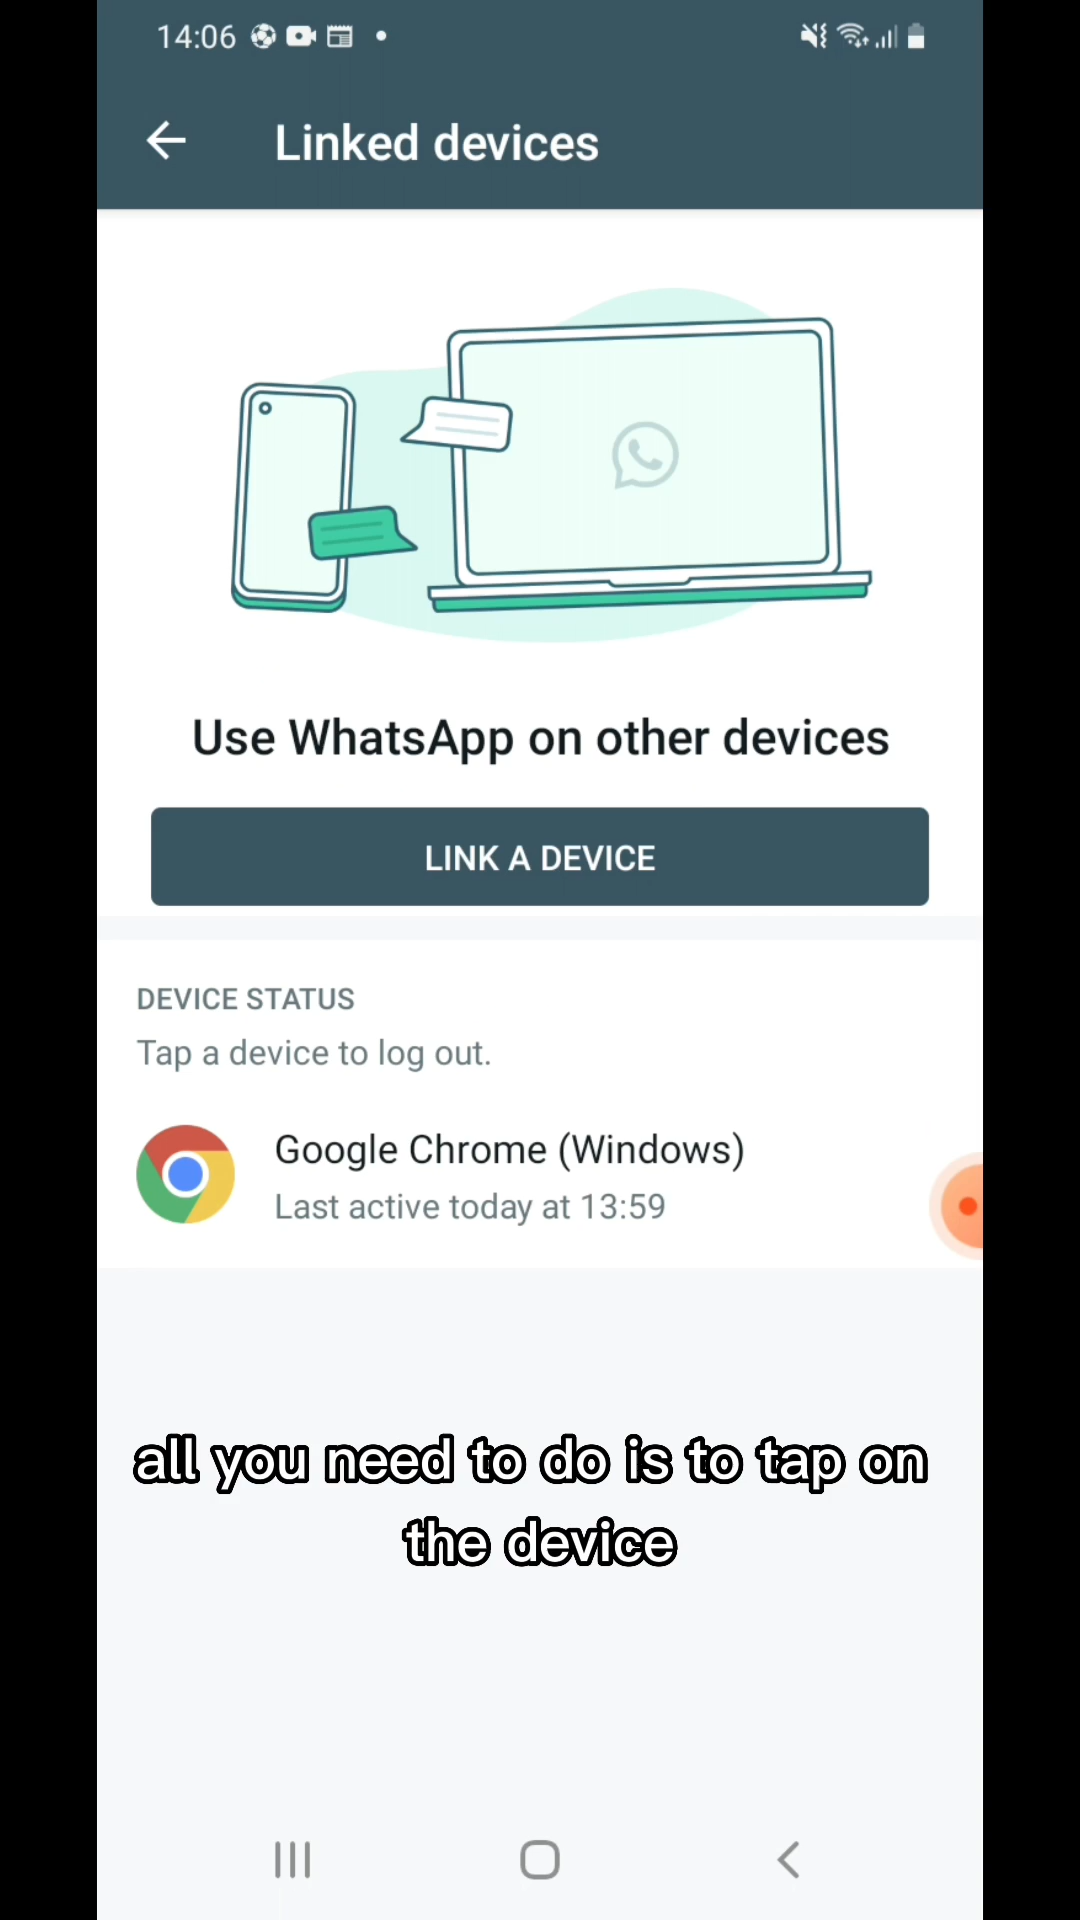 14:06
Linked devices
Use WhatsApp on other devices
LINK A DEVICE
DEVICE STATUS
Tap a device to log out.
Google Chrome (Windows)
Last active today at 13:59
all you need to do is to tap on
the device